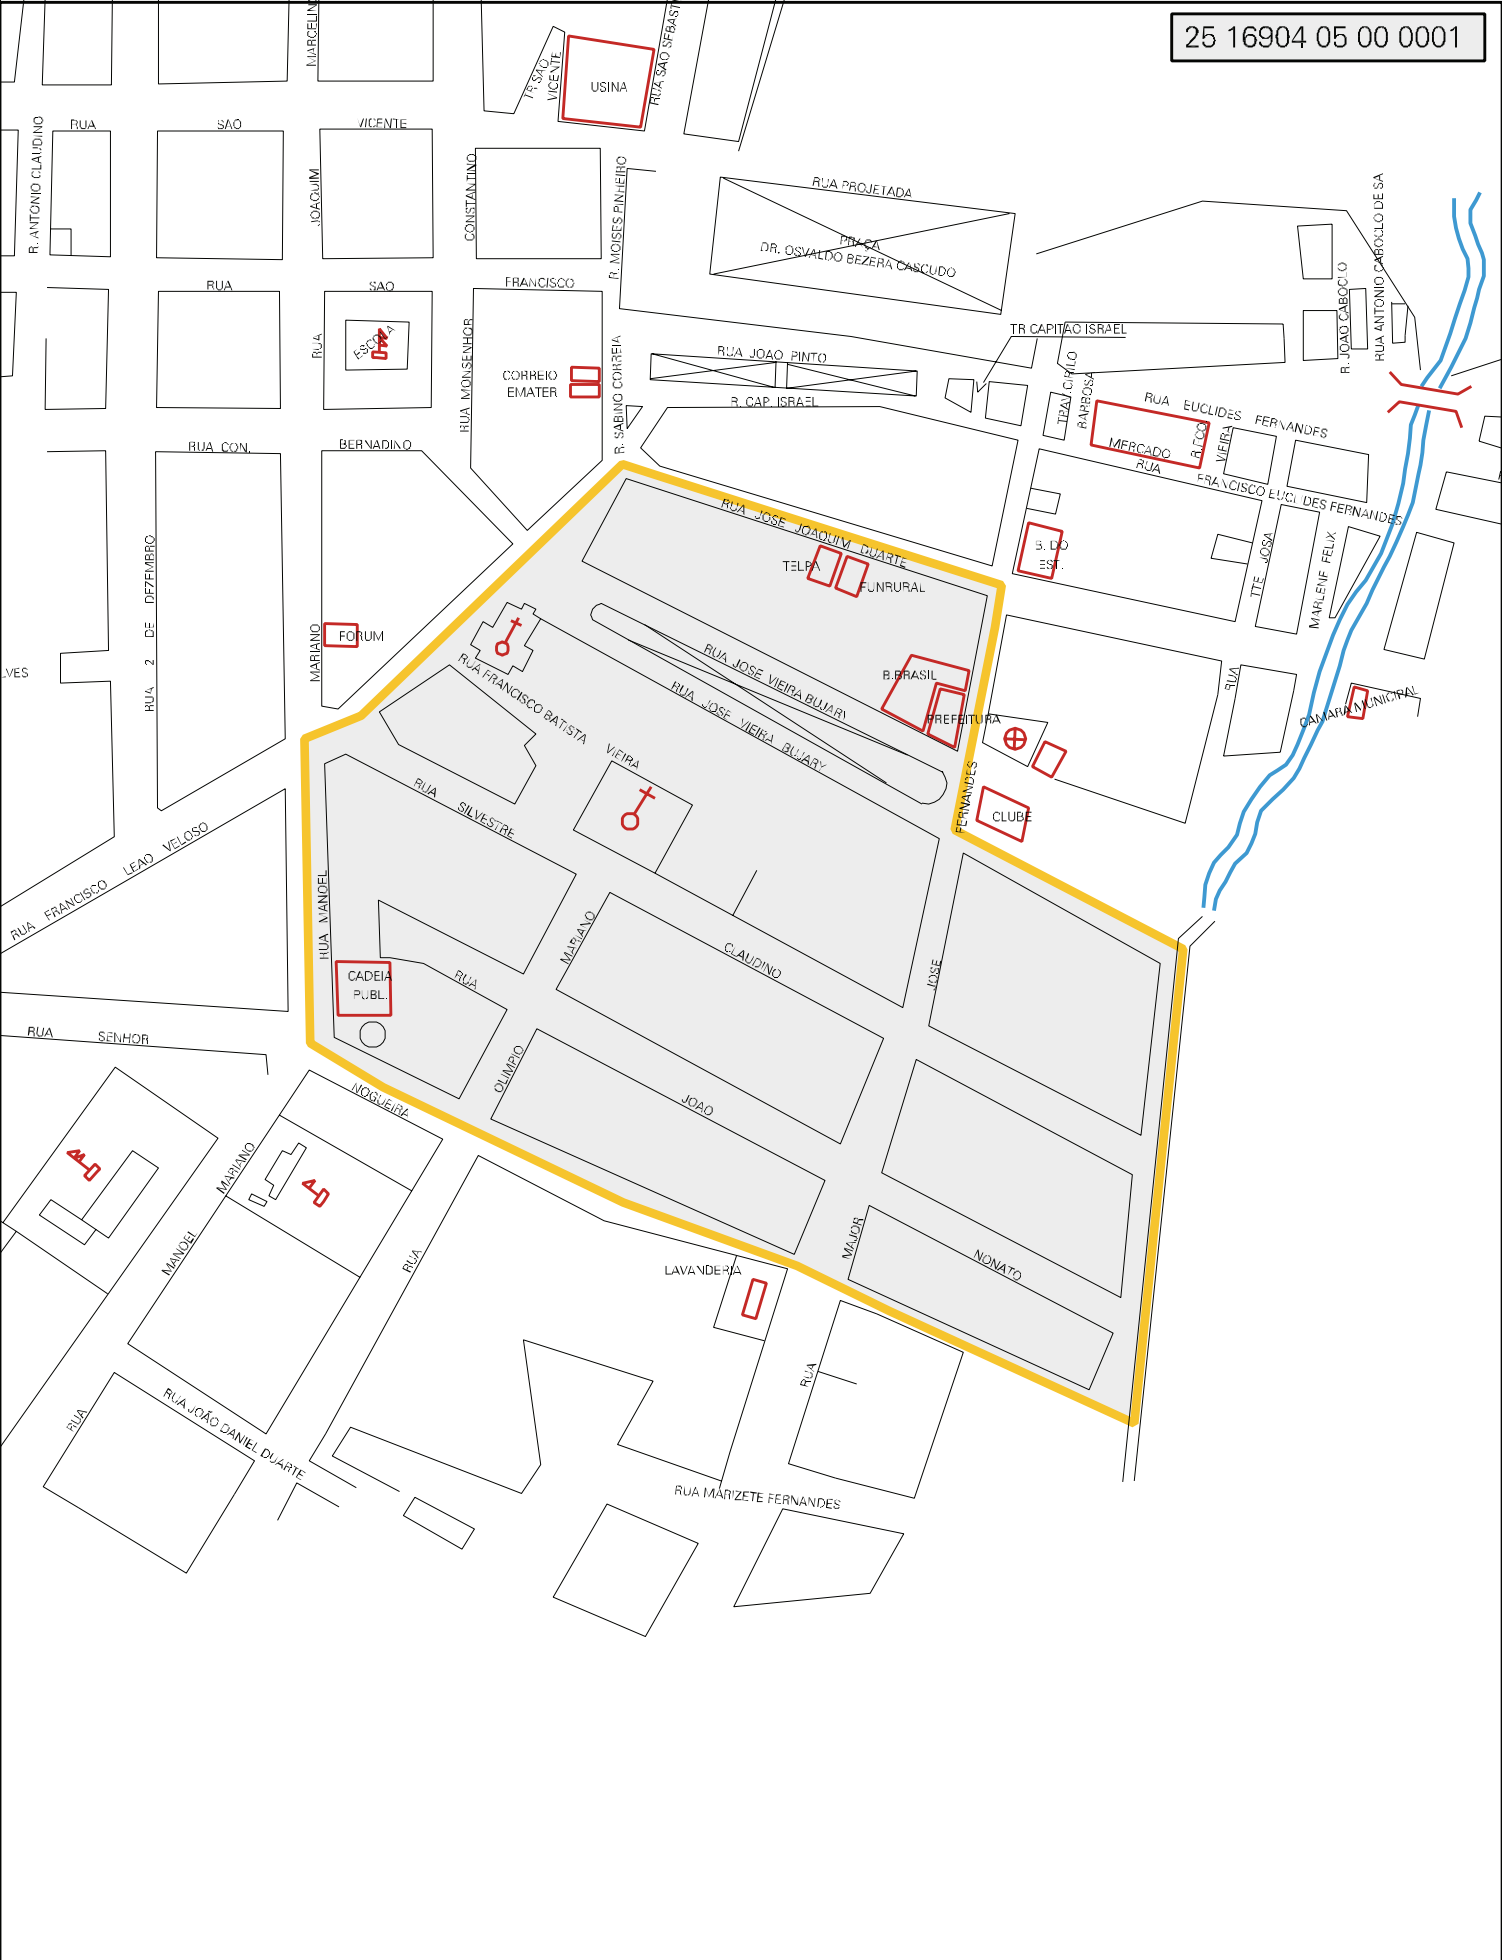 25 16904 05 00 0001
TR SAO
VICENTE
USINA
RUA SAO
RUA
SAO
VICENTE
R. ANTONIO CLAUDINO
JOAQUIM
CONSTANTINO
R. MOISES PINHEIRO
RUA PROJETADA
PRAÇA
DR. OSVALDO BEZERA CASCUDO
RUA ANTONIO CABOCLO DE SA
R. JOAO CABOCLO
RUA
SAO
FRANCISCO
ESCOLA
RUA
RUA MONSENHOR
CORREIO
EMATER
R. SABINO CORREIA
TR CAPITAO ISRAEL
RUA JOAO PINTO
R. CAP. ISRAEL
TRAV CIRILO
BARBOSA
RUA EUCLIDES FERNANDES
MERCADO
R.FCO
VIEIRA
RUA
FRANCISCO EUCLIDES FERNANDES
RUA CON.
BERNADINO
RUA JOSE JOAQUIM DUARTE
TELPA
FUNRURAL
B. DO
EST.
TTE JOSA
MARLENE FELIX
RUA
RUA 2 DE DEZEMBRO
MARIANO
FORUM
LVES
RUA FRANCISCO BATISTA
VIEIRA
RUA JOSE VIEIRA BUJARY
RUA JOSE VIEIRA BUJARY
B.BRASIL
PREFEITURA
CAMARA MUNICIPAL
FERNANDES
CLUBE
RUA SILVESTRE
RUA FRANCISCO LEAO VELOSO
RUA MANOEL
MARIANO
CLAUDINO
JOSE
CADEIA
PUBL.
RUA
RUA
SENHOR
NOGUEIRA
OLIMPIO
JOAO
MARIANO
MANOEL
RUA
MAJOR
NONATO
LAVANDERIA
RUA
RUA
RUA JOÃO DANIEL DUARTE
RUA MARIZETE FERNANDES